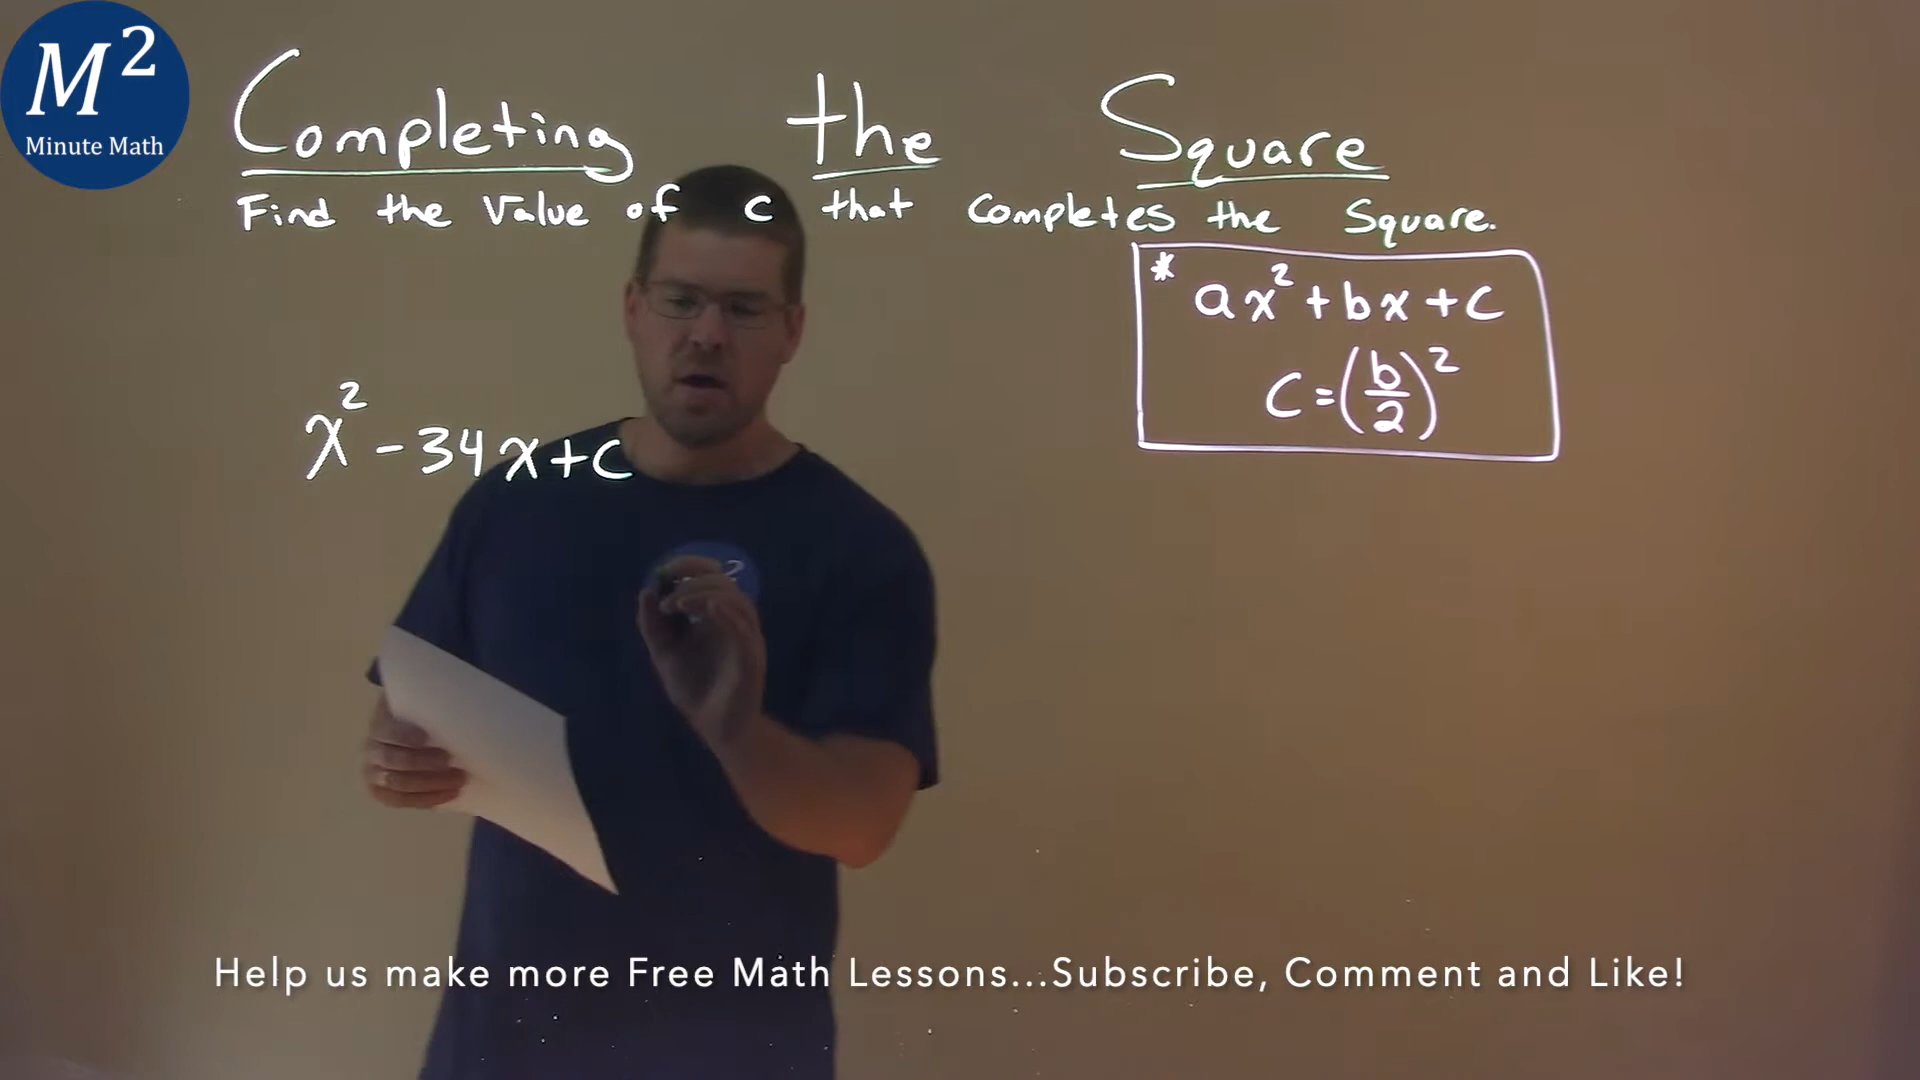 M²
Minute Math
Completing the Square
Find the Value of c that completes the Square.
* ax² + bx + c
c = (b/2)²
x² - 34x + c
2
Help us make more Free Math Lessons...Subscribe, Comment and Like!